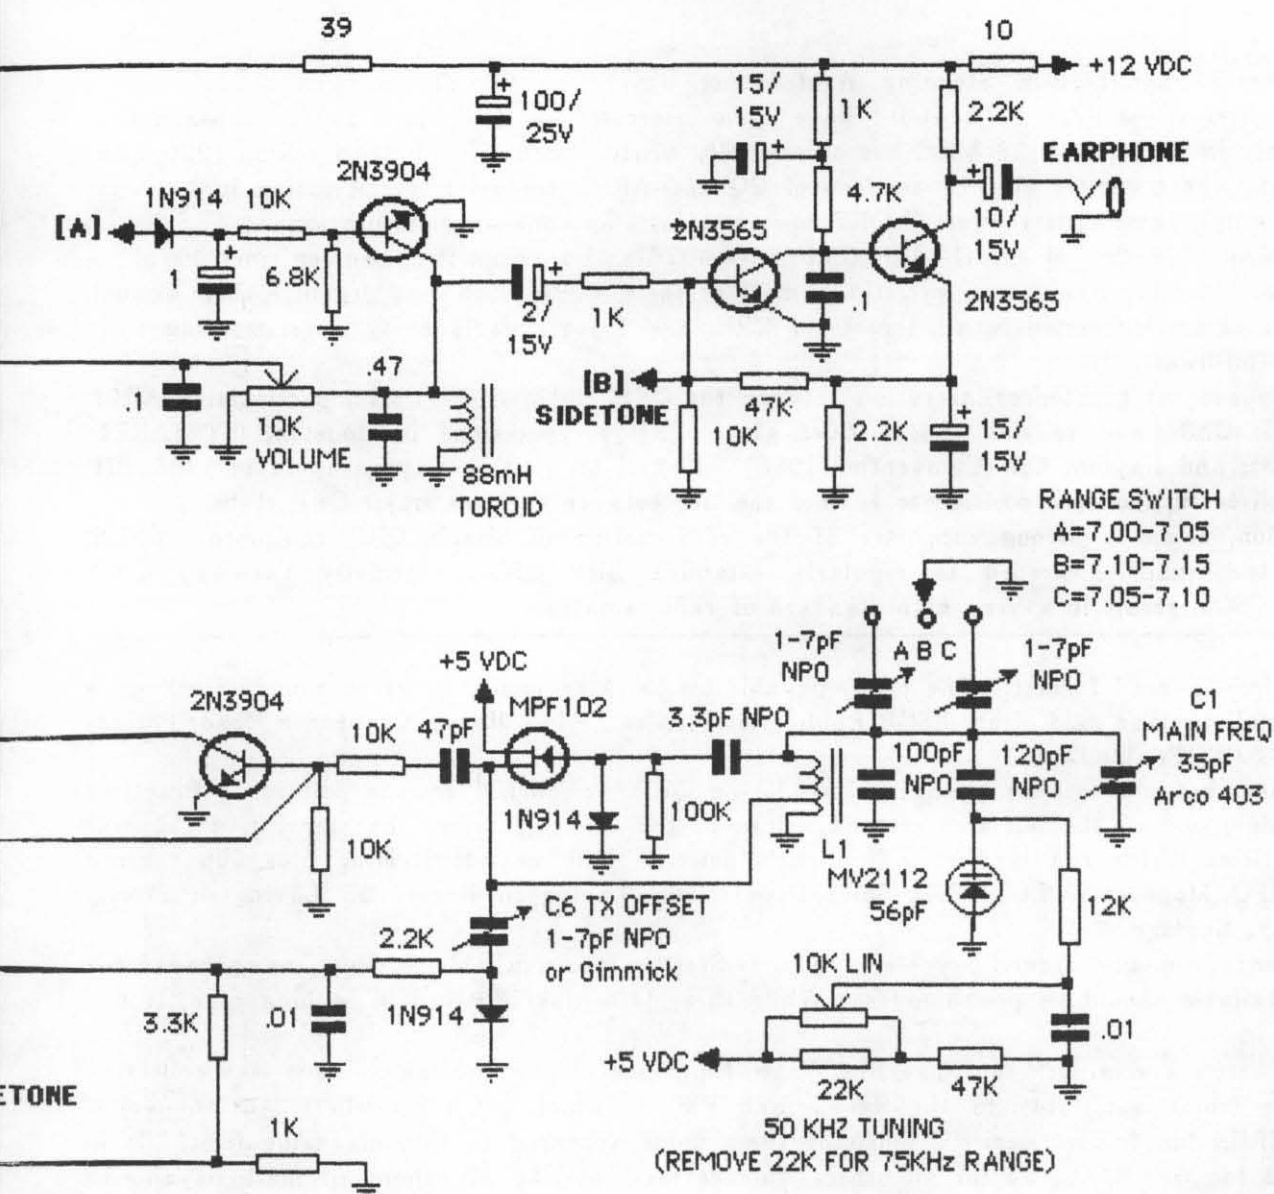 39
10
+12 VDC
100/
25V
15/
15V
1K
2.2K
EARPHONE
2N3904
1N914
10K
[A]
1
6.8K
4.7K
10/
15V
2N3565
2N3565
2/
15V
1K
.1
.1
10K
VOLUME
.47
88mH
TOROID
[B]
SIDETONE
47K
10K
2.2K
15/
15V
RANGE SWITCH
A=7.00-7.05
B=7.10-7.15
C=7.05-7.10
1-7pF
NPO
A B C
1-7pF
NPO
+5 VDC
2N3904
10K
47pF
MPF102
3.3pF NPO
C1
MAIN FREQ
35pF
Arco 403
100pF
NPO
120pF
NPO
1N914
100K
10K
L1
MV2112
56pF
12K
C6 TX OFFSET
1-7pF NPO
or Gimmick
2.2K
10K LIN
3.3K
.01
1N914
.01
+5 VDC
22K
47K
ETONE
1K
50 KHZ TUNING
(REMOVE 22K FOR 75KHz RANGE)